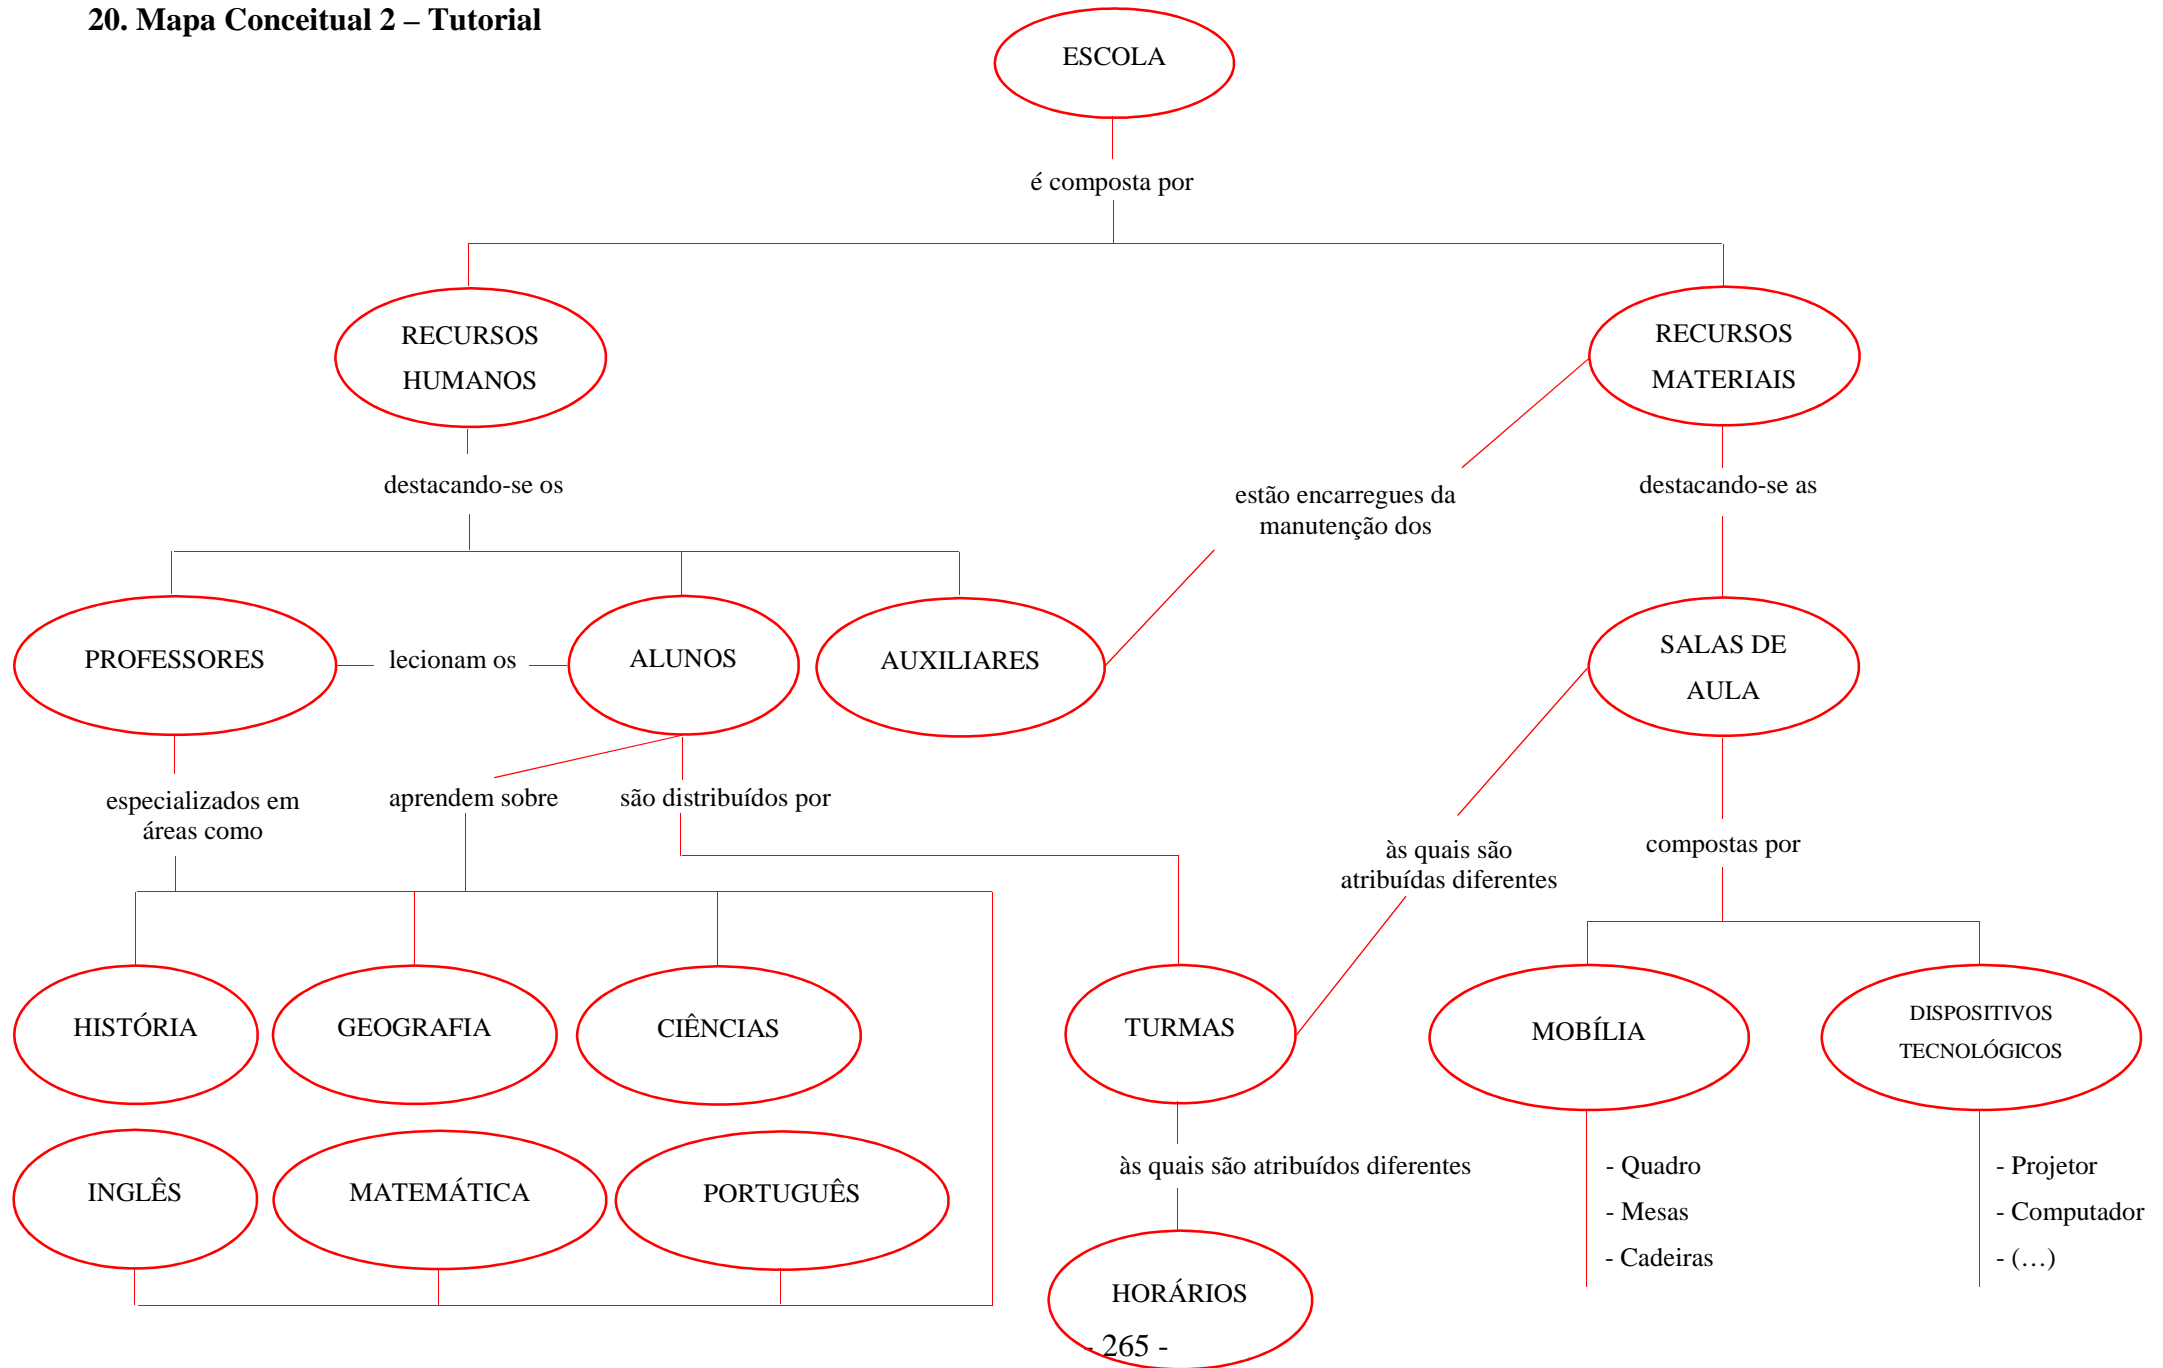 20. Mapa Conceitual 2 – Tutorial
ESCOLA
é composta por
RECURSOS
HUMANOS
RECURSOS
MATERIAIS
destacando-se os
estão encarregues da
manutenção dos
destacando-se as
PROFESSORES
lecionam os
ALUNOS
AUXILIARES
SALAS DE
AULA
especializados em
áreas como
aprendem sobre
são distribuídos por
às quais são
atribuídas diferentes
compostas por
HISTÓRIA
GEOGRAFIA
CIÊNCIAS
TURMAS
MOBÍLIA
DISPOSITIVOS
TECNOLÓGICOS
INGLÊS
MATEMÁTICA
PORTUGUÊS
às quais são atribuídos diferentes
- Quadro
- Mesas
- Cadeiras
- Projetor
- Computador
- (…)
HORÁRIOS
- 265 -